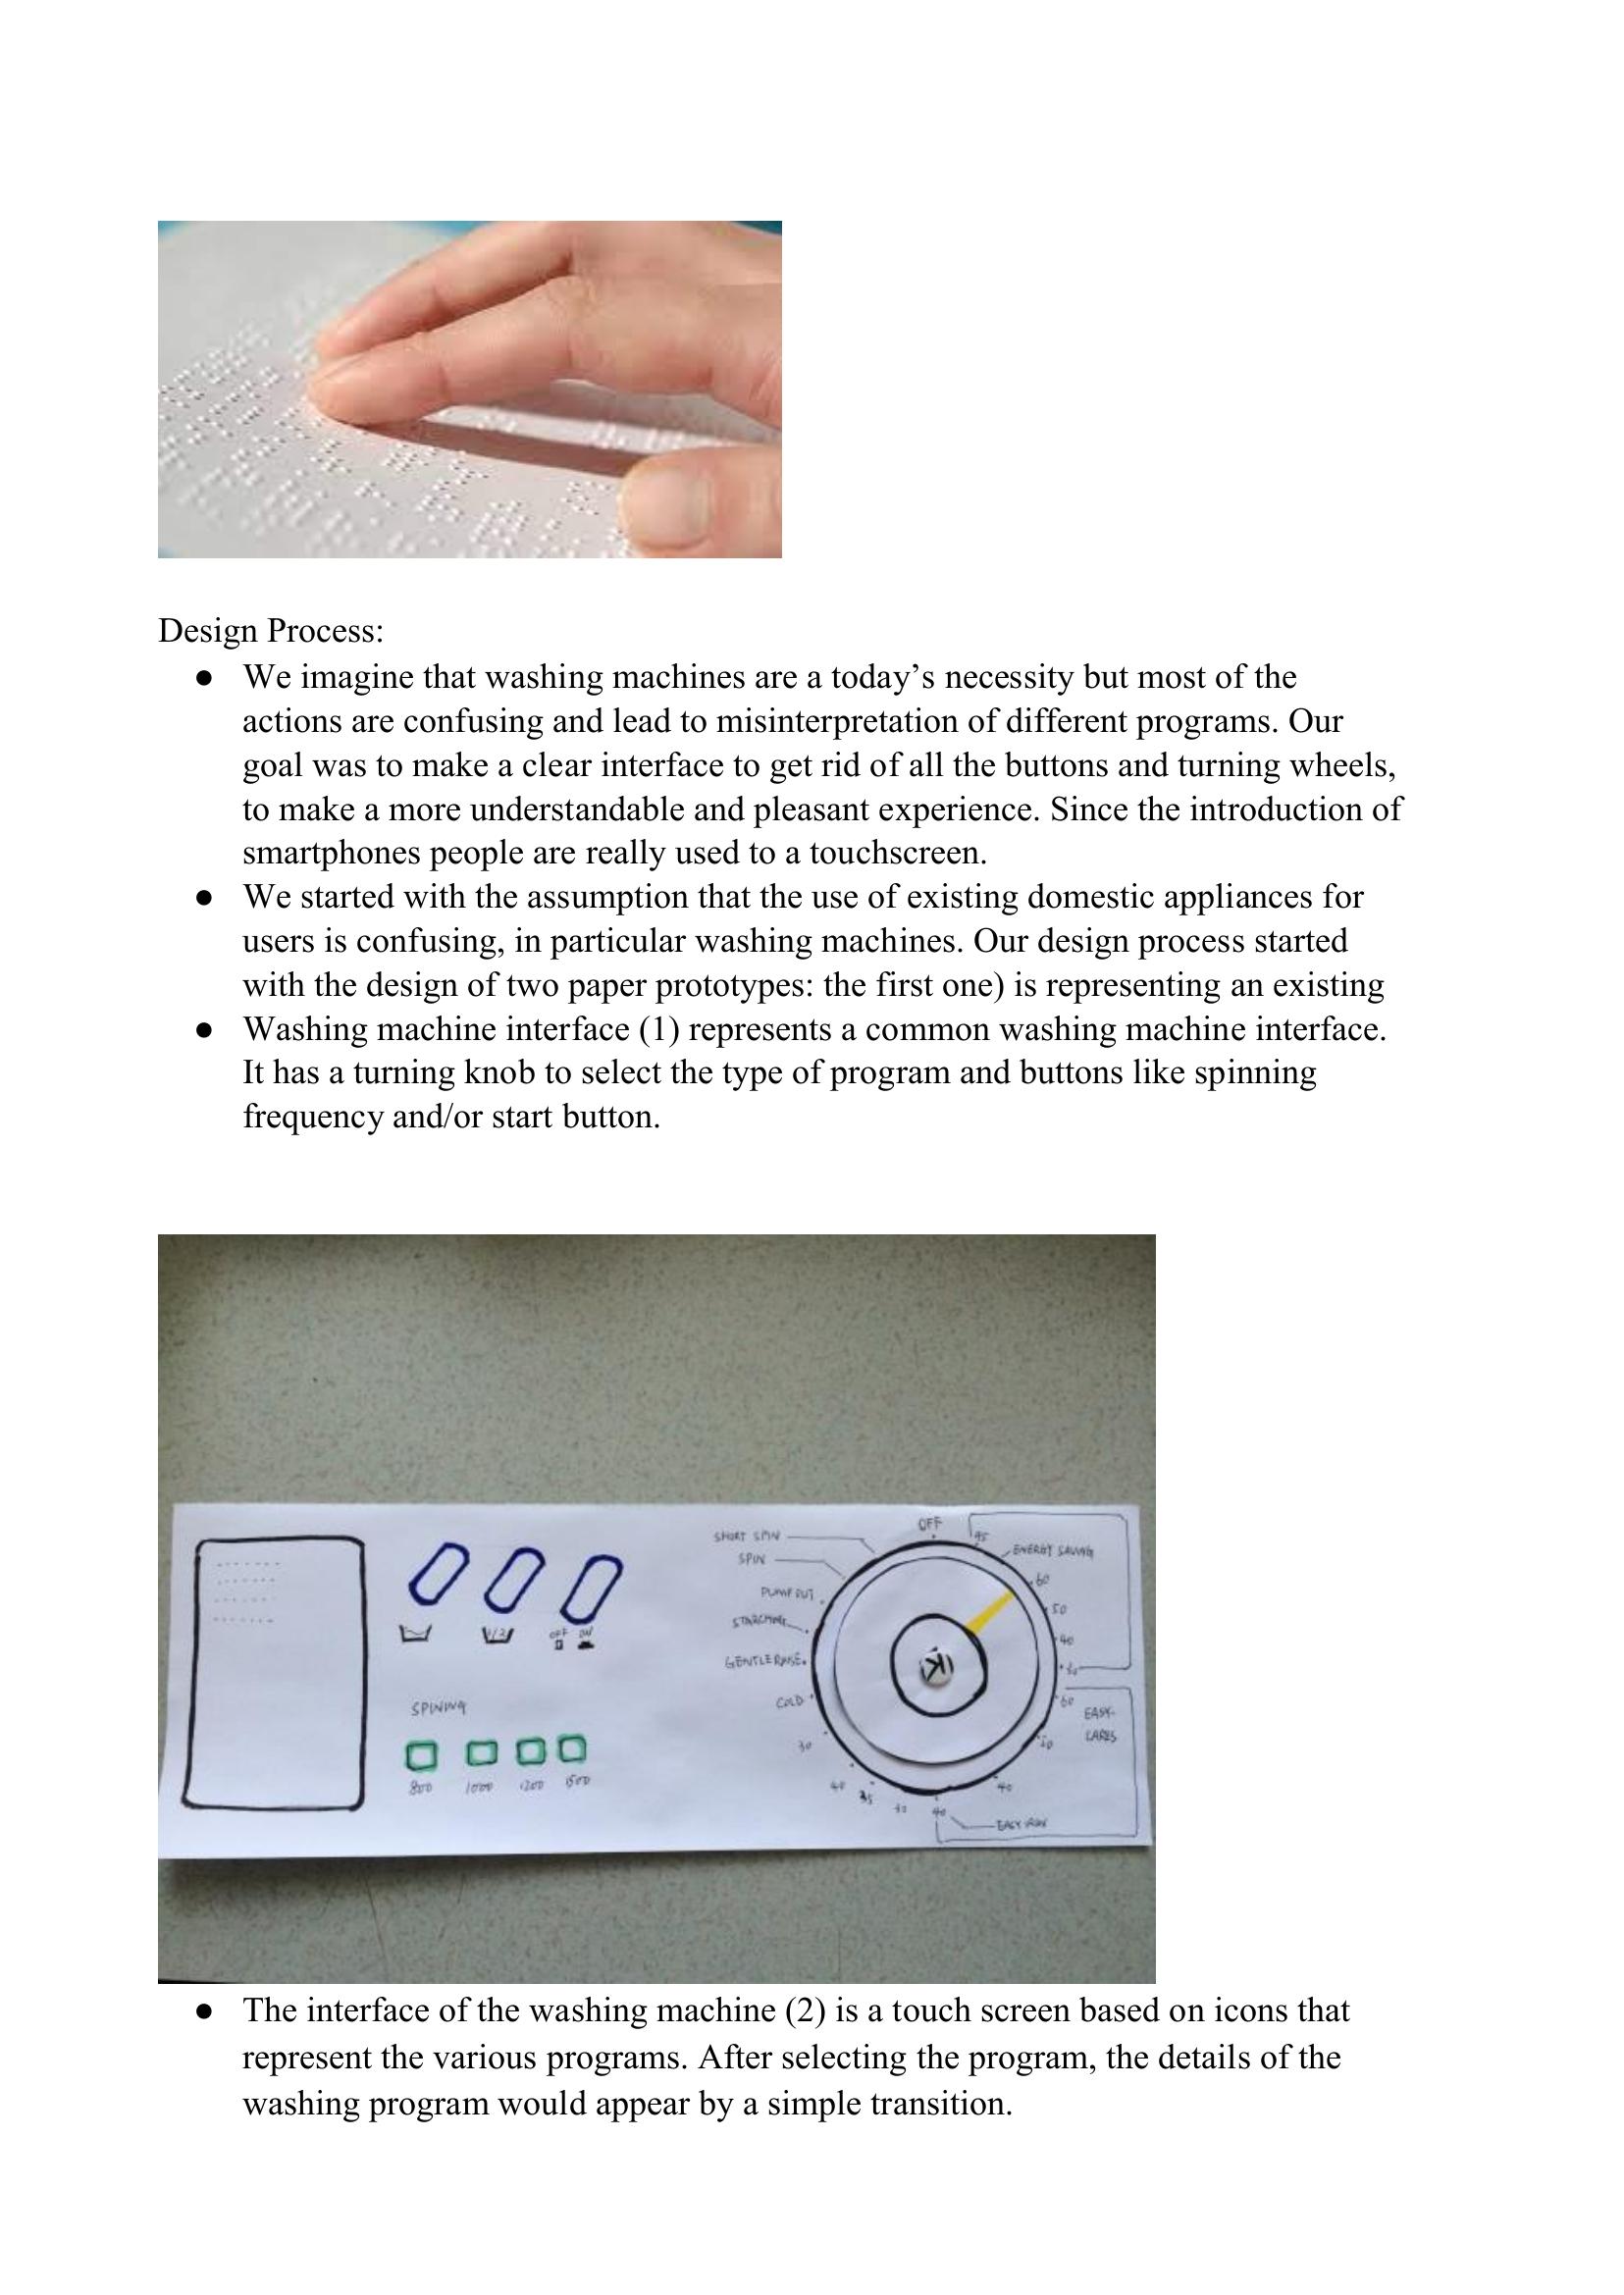 Design Process:
● We imagine that washing machines are a today’s necessity but most of the
actions are confusing and lead to misinterpretation of different programs. Our
goal was to make a clear interface to get rid of all the buttons and turning wheels,
to make a more understandable and pleasant experience. Since the introduction of
smartphones people are really used to a touchscreen.
● We started with the assumption that the use of existing domestic appliances for
users is confusing, in particular washing machines. Our design process started
with the design of two paper prototypes: the first one) is representing an existing
● Washing machine interface (1) represents a common washing machine interface.
It has a turning knob to select the type of program and buttons like spinning
frequency and/or start button.
OFF
SHORT SPIN
95
ENERGY SAVING
SPIN
60
PUMP OUT
50
1/2
OFF ON
STARCHING
40
GENTLE RINSE
60
COLD
SPINING
EASY-
CARES
30
800 1000 1200 1500
40
40
35
40
EASY IRON
● The interface of the washing machine (2) is a touch screen based on icons that
represent the various programs. After selecting the program, the details of the
washing program would appear by a simple transition.